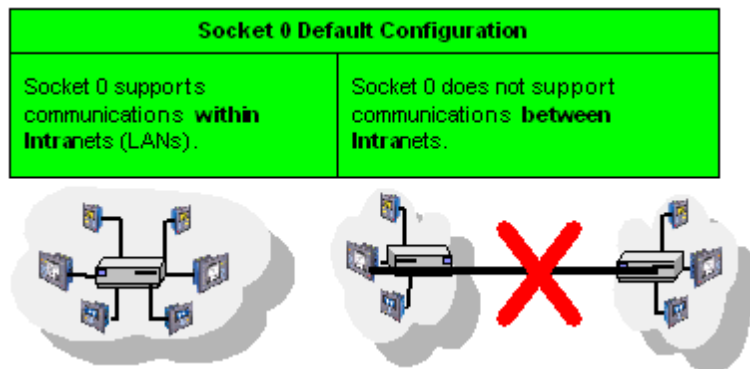 Socket 0 Default Configuration
Socket 0 supports
communications within
Intranets (LANs).
Socket 0 does not support
communications between
Intranets.